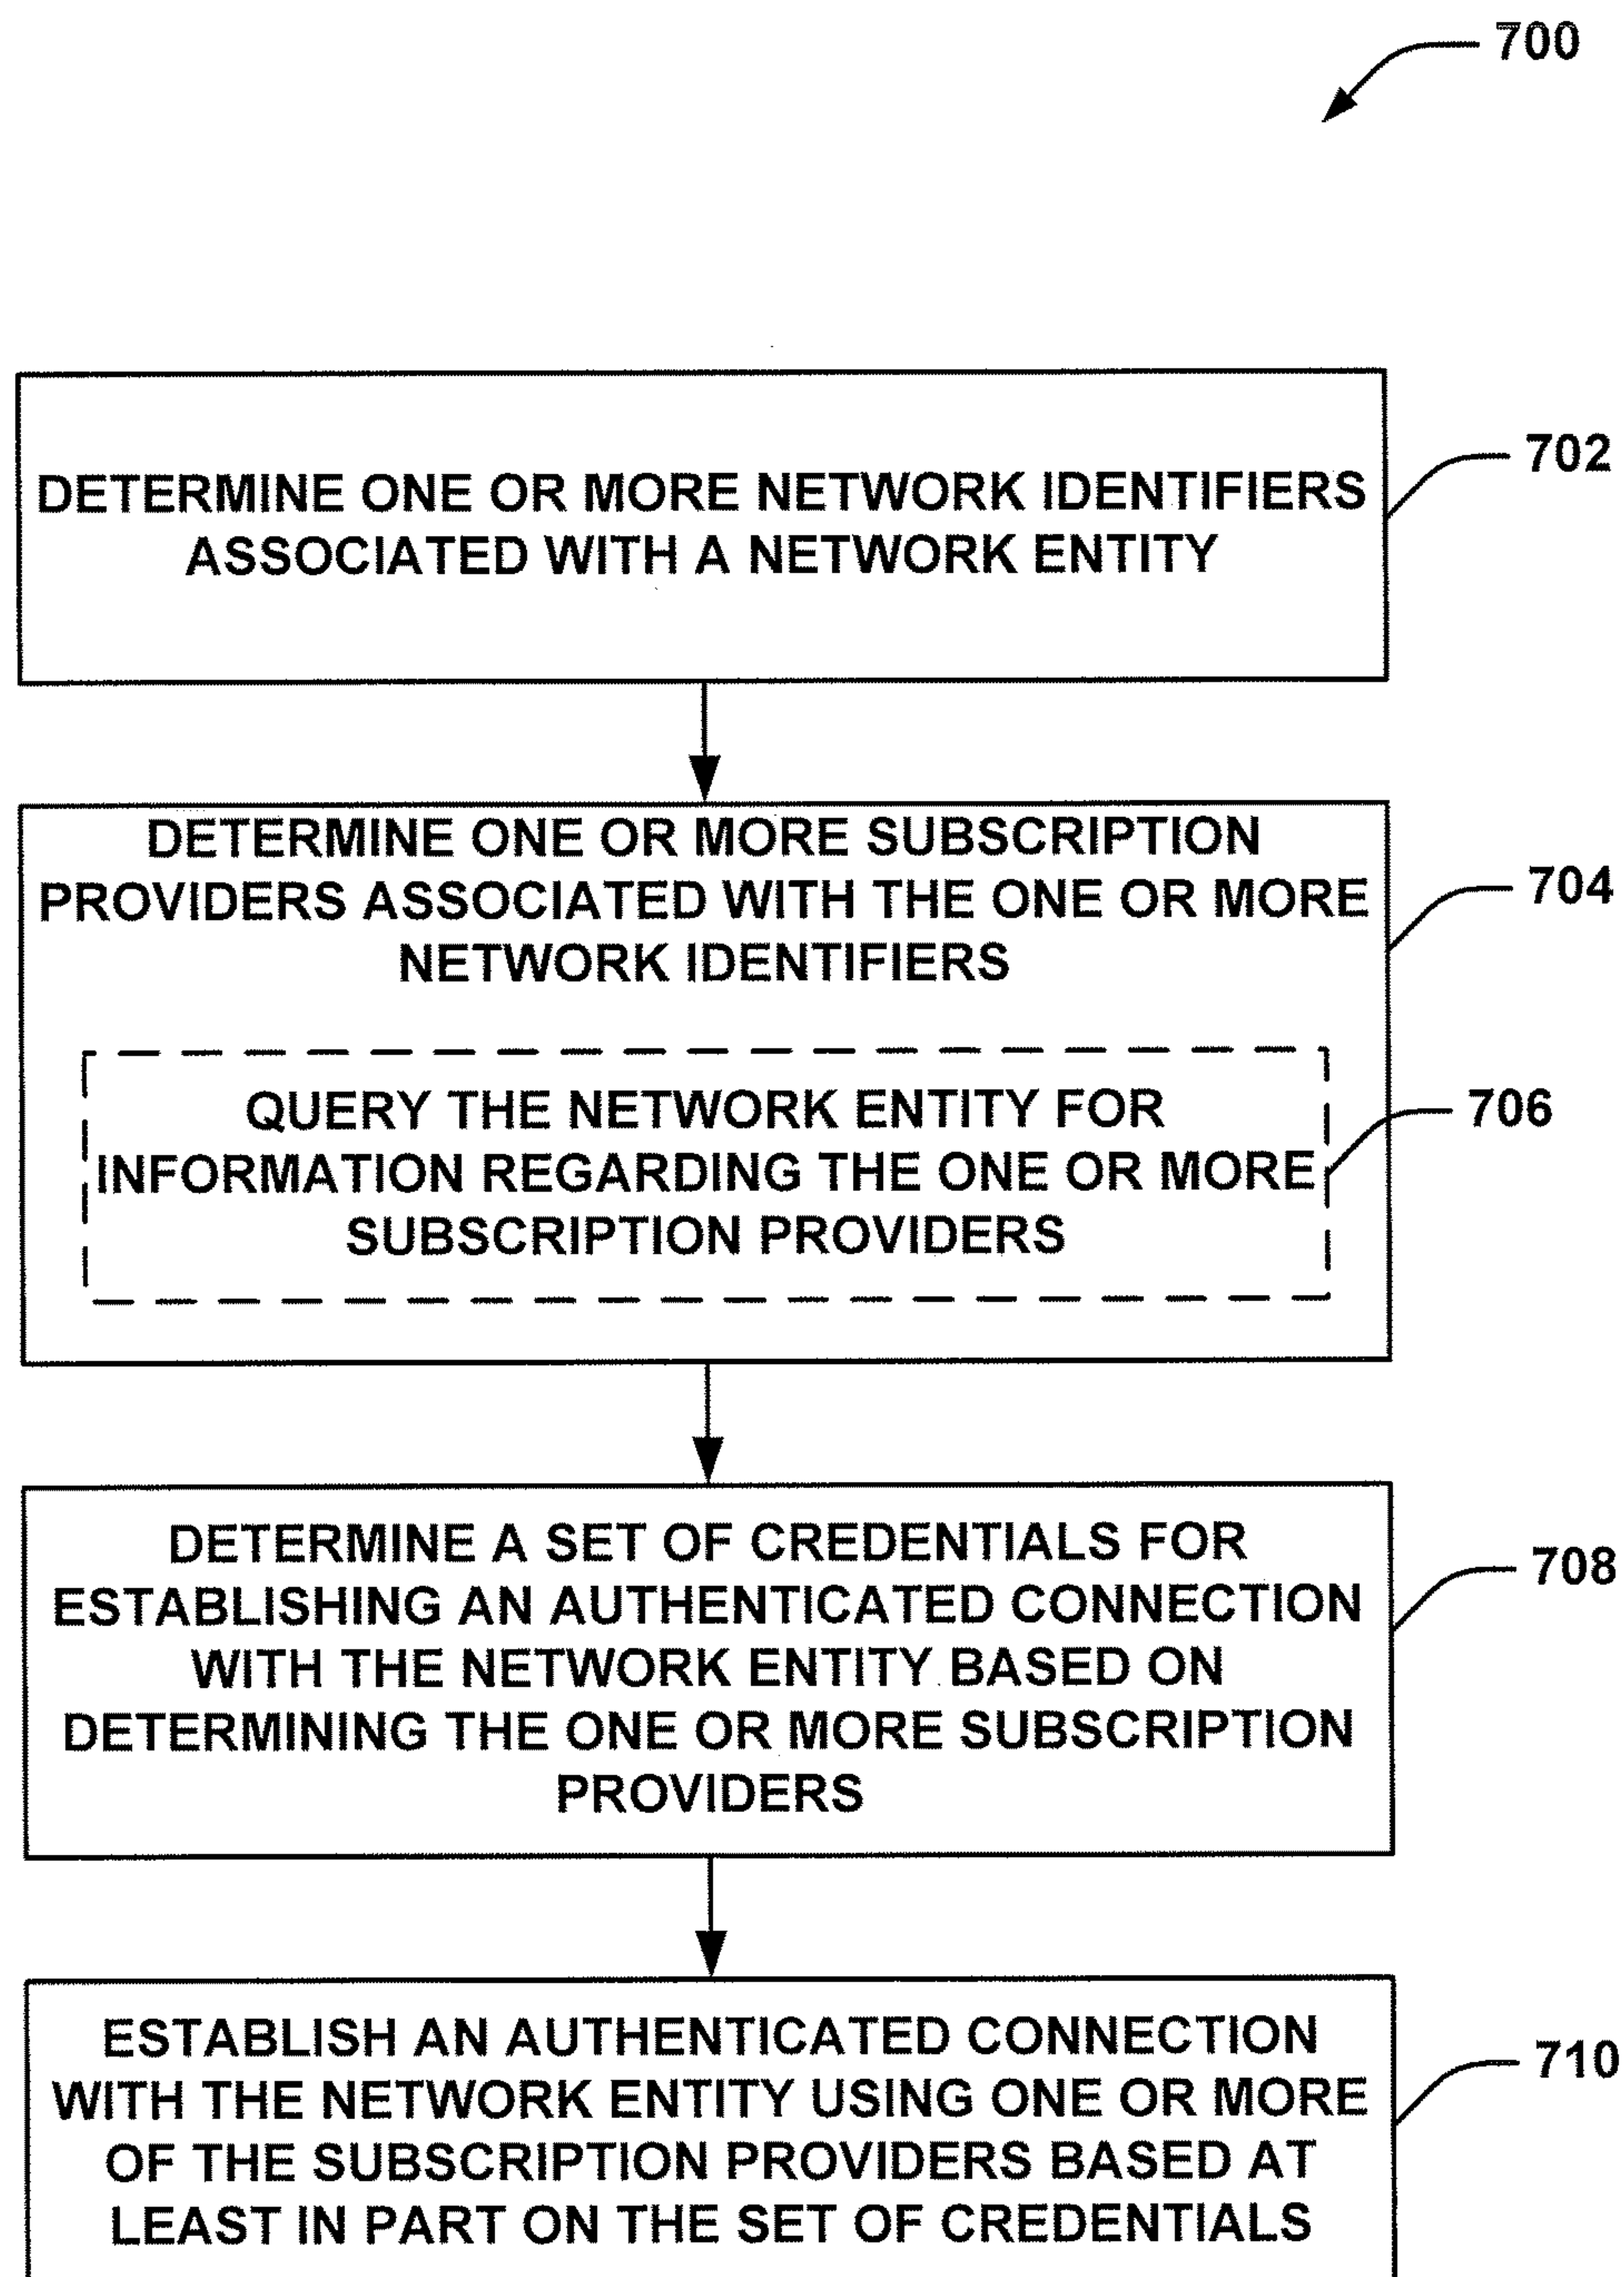 700
DETERMINE ONE OR MORE NETWORK IDENTIFIERS
ASSOCIATED WITH A NETWORK ENTITY
702
DETERMINE ONE OR MORE SUBSCRIPTION
PROVIDERS ASSOCIATED WITH THE ONE OR MORE
NETWORK IDENTIFIERS
704
QUERY THE NETWORK ENTITY FOR
INFORMATION REGARDING THE ONE OR MORE
SUBSCRIPTION PROVIDERS
706
DETERMINE A SET OF CREDENTIALS FOR
ESTABLISHING AN AUTHENTICATED CONNECTION
WITH THE NETWORK ENTITY BASED ON
DETERMINING THE ONE OR MORE SUBSCRIPTION
PROVIDERS
708
ESTABLISH AN AUTHENTICATED CONNECTION
WITH THE NETWORK ENTITY USING ONE OR MORE
OF THE SUBSCRIPTION PROVIDERS BASED AT
LEAST IN PART ON THE SET OF CREDENTIALS
710